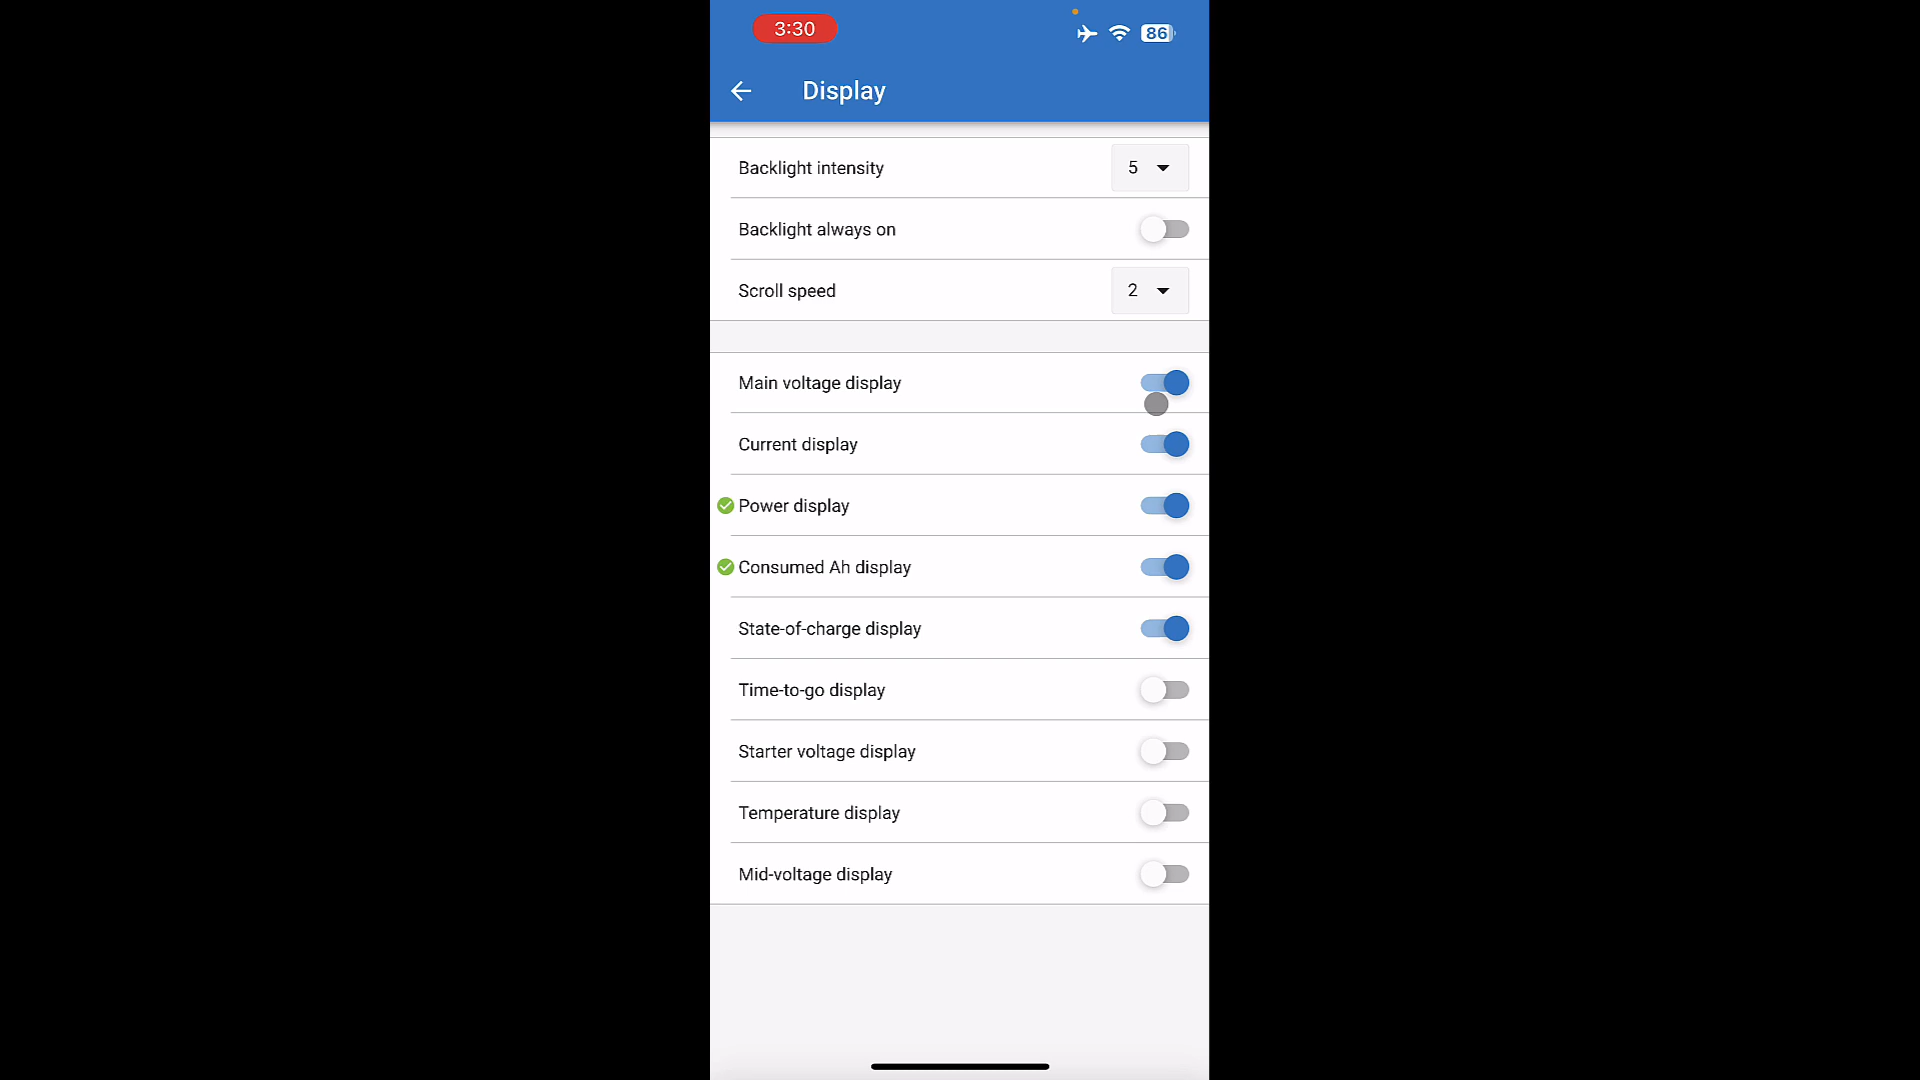 3:30
86
Display
Backlight intensity
5
Backlight always on
Scroll speed
2
Main voltage display
Current display
Power display
Consumed Ah display
State-of-charge display
Time-to-go display
Starter voltage display
Temperature display
Mid-voltage display